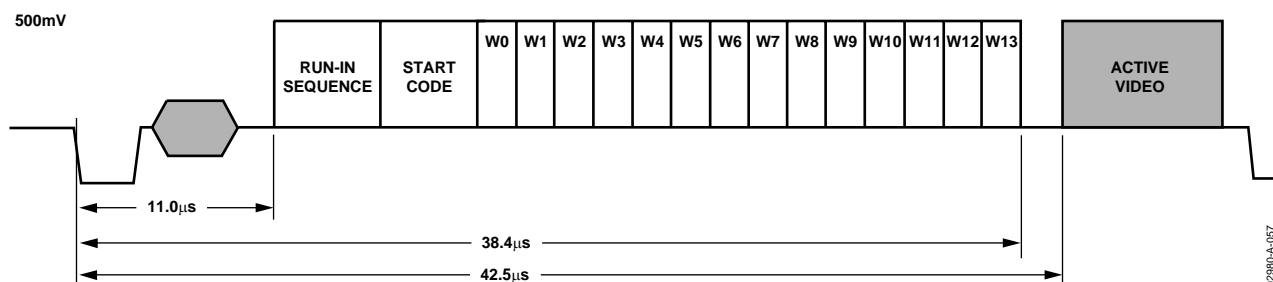 500mV
RUN-IN
SEQUENCE
START
CODE
W0 W1 W2 W3 W4 W5 W6 W7 W8 W9 W10 W11 W12 W13
ACTIVE
VIDEO
11.0µs
38.4µs
42.5µs
02980-A-057